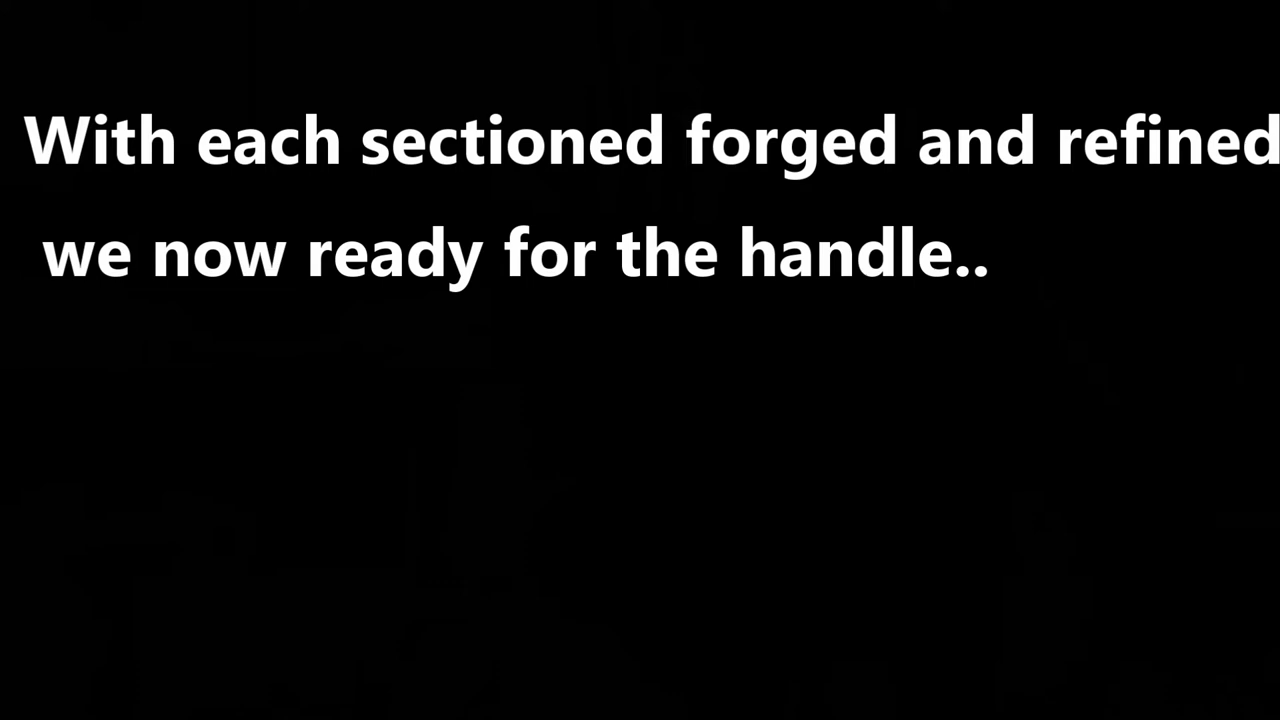 With each sectioned forged and refined
we now ready for the handle..